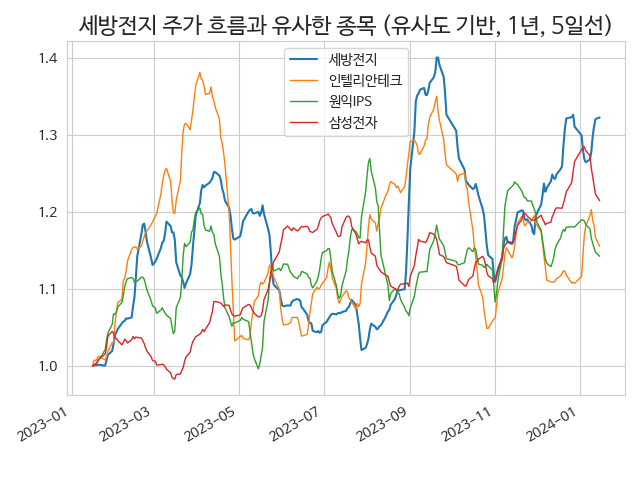 세방전지 주가 흐름과 유사한 종목 (유사도 기반, 1년, 5일선)
세방전지
인텔리안테크
원익IPS
삼성전자
1.4
1.3
1.2
1.1
1.0
2023-01
2023-03
2023-05
2023-07
2023-09
2023-11
2024-01